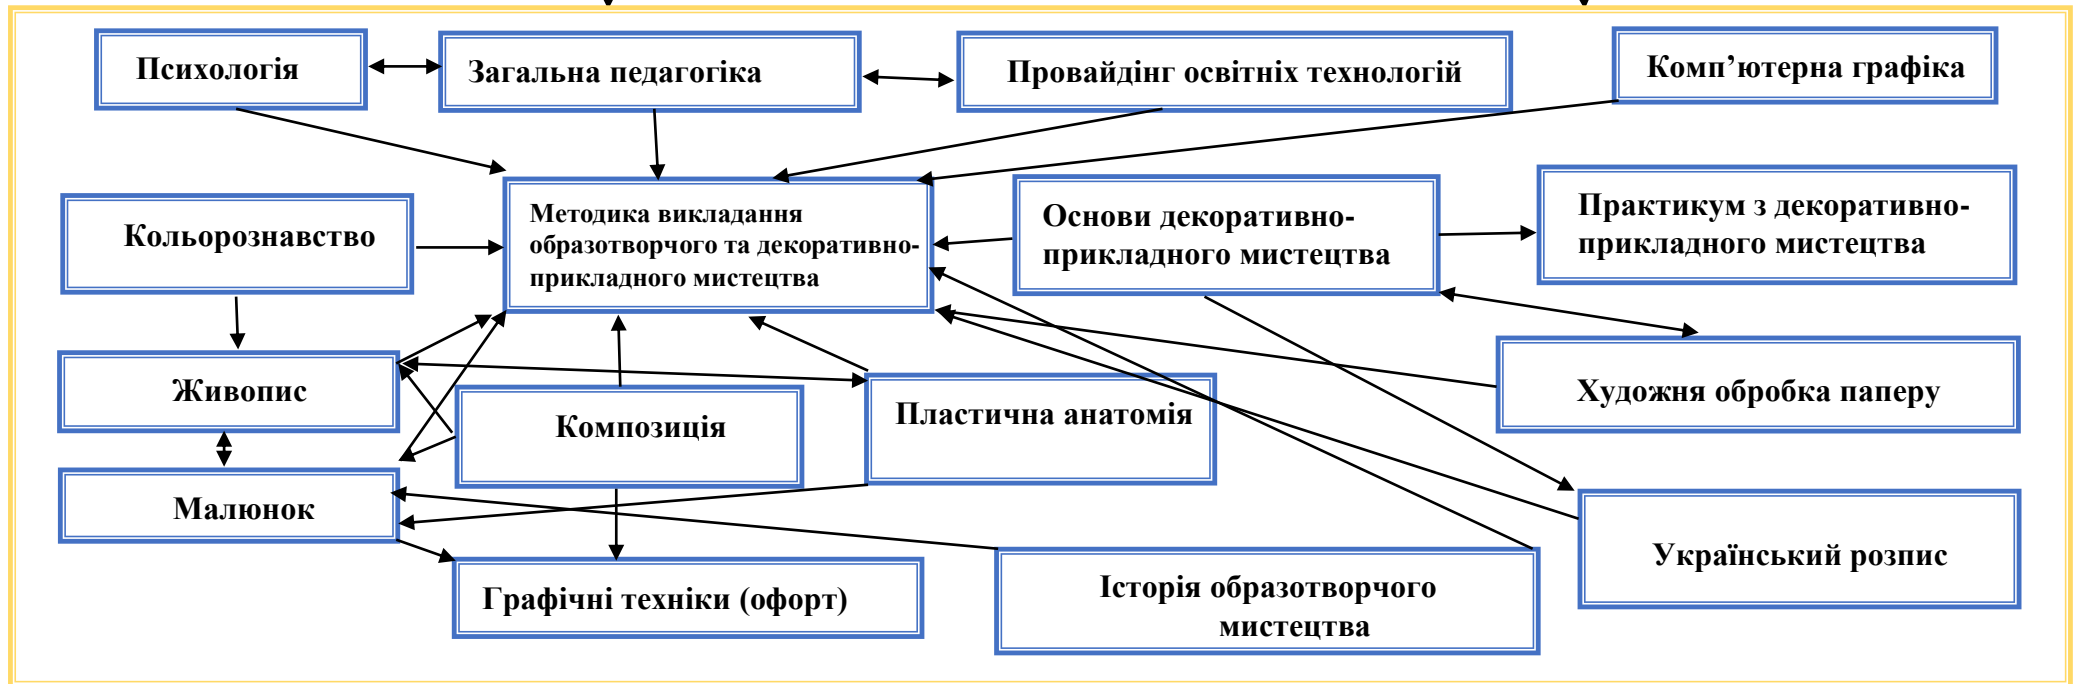 Психологія
Загальна педагогіка
Провайдінг освітніх технологій
Комп’ютерна графіка
Кольорознавство
Методика викладання
образотворчого та декоративно-
прикладного мистецтва
Основи декоративно-
прикладного мистецтва
Практикум з декоративно-
прикладного мистецтва
Живопис
Композиція
Пластична анатомія
Художня обробка паперу
Малюнок
Графічні техніки (офорт)
Історія образотворчого
мистецтва
Український розпис